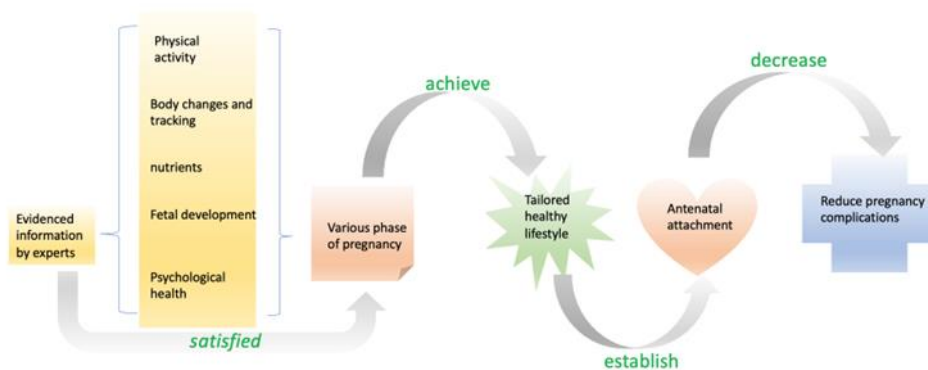 Evidenced
information
by experts
Physical
activity
Body changes and
tracking
nutrients
Fetal development
Psychological
health
satisfied
Various phase
of pregnancy
achieve
Tailored
healthy
lifestyle
establish
Antenatal
attachment
decrease
Reduce pregnancy
complications